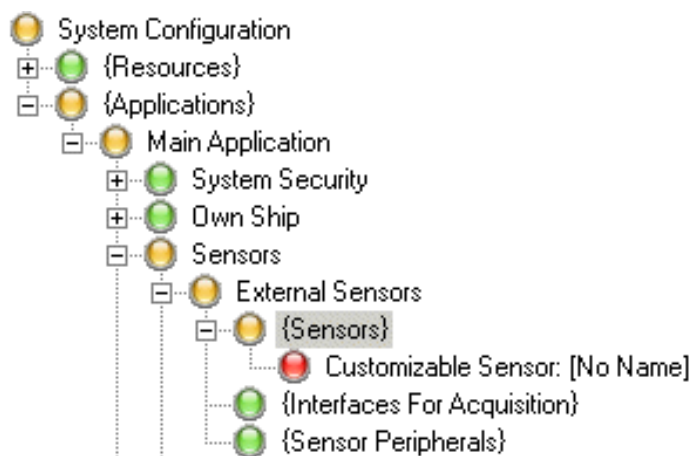 System Configuration
{Resources}
{Applications}
Main Application
System Security
Own Ship
Sensors
External Sensors
{Sensors}
Customizable Sensor: [No Name]
{Interfaces For Acquisition}
{Sensor Peripherals}